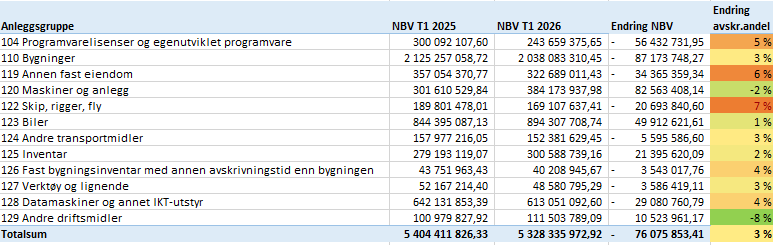 Endring
Anleggsgruppe NBV T1 2025 NBV T1 2026 Endring NBV avskr.andel
104 Programvarelisenser og egenutviklet programvare 300 092 107,60 243 659 375,65 - 56 432 731,95 5 %
110 Bygninger 2 125 257 058,72 2 038 083 310,45 - 87 173 748,27 3 %
119 Annen fast eiendom 357 054 370,77 322 689 011,43 - 34 365 359,34 6 %
120 Maskiner og anlegg 301 610 529,84 384 173 937,98 82 563 408,14 -2 %
122 Skip, rigger, fly 189 801 478,01 169 107 637,41 - 20 693 840,60 7 %
123 Biler 844 395 087,13 894 307 708,74 49 912 621,61 1 %
124 Andre transportmidler 157 977 216,05 152 381 629,45 - 5 595 586,60 3 %
125 Inventar 279 193 119,07 300 588 739,16 21 395 620,09 2 %
126 Fast bygningsinventar med annen avskrivningstid enn bygningen 43 751 963,43 40 208 945,67 - 3 543 017,76 4 %
127 Verktøy og lignende 52 167 214,40 48 580 795,29 - 3 586 419,11 3 %
128 Datamaskiner og annet IKT-utstyr 642 131 853,39 613 051 092,60 - 29 080 760,79 4 %
129 Andre driftsmidler 100 979 827,92 111 503 789,09 10 523 961,17 -8 %
Totalsum 5 404 411 826,33 5 328 335 972,92 - 76 075 853,41 3 %